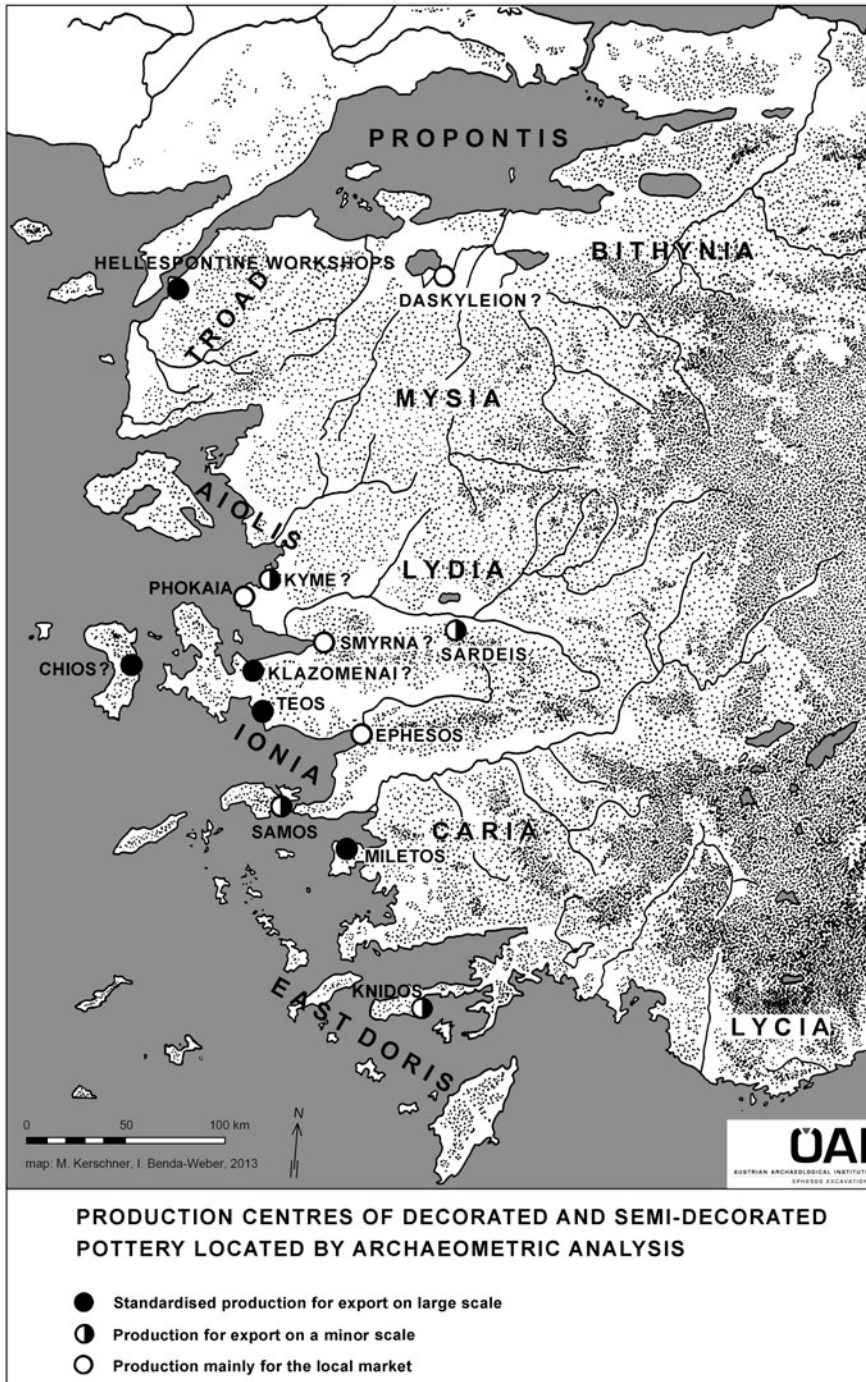 PROPONTIS
BITHYNIA
HELLESPONTINE WORKSHOPS
TROAD
DASKYLEION ?
MYSIA
AIOLIS
LYDIA
KYME ?
PHOKAIA
SMYRNA ?
SARDEIS
CHIOS ?
KLAZOMENAI ?
TEOS
IONIA
EPHESOS
SAMOS
CARIA
MILETOS
KNIDOS
EAST DORIS
LYCIA
0 50 100 km
N
map: M. Kerschner, I. Benda-Weber, 2013
ÖAI
AUSTRIAN ARCHAEOLOGICAL INSTITUTE
EPHESOS EXCAVATION
PRODUCTION CENTRES OF DECORATED AND SEMI-DECORATED
POTTERY LOCATED BY ARCHAEOMETRIC ANALYSIS
Standardised production for export on large scale
Production for export on a minor scale
Production mainly for the local market